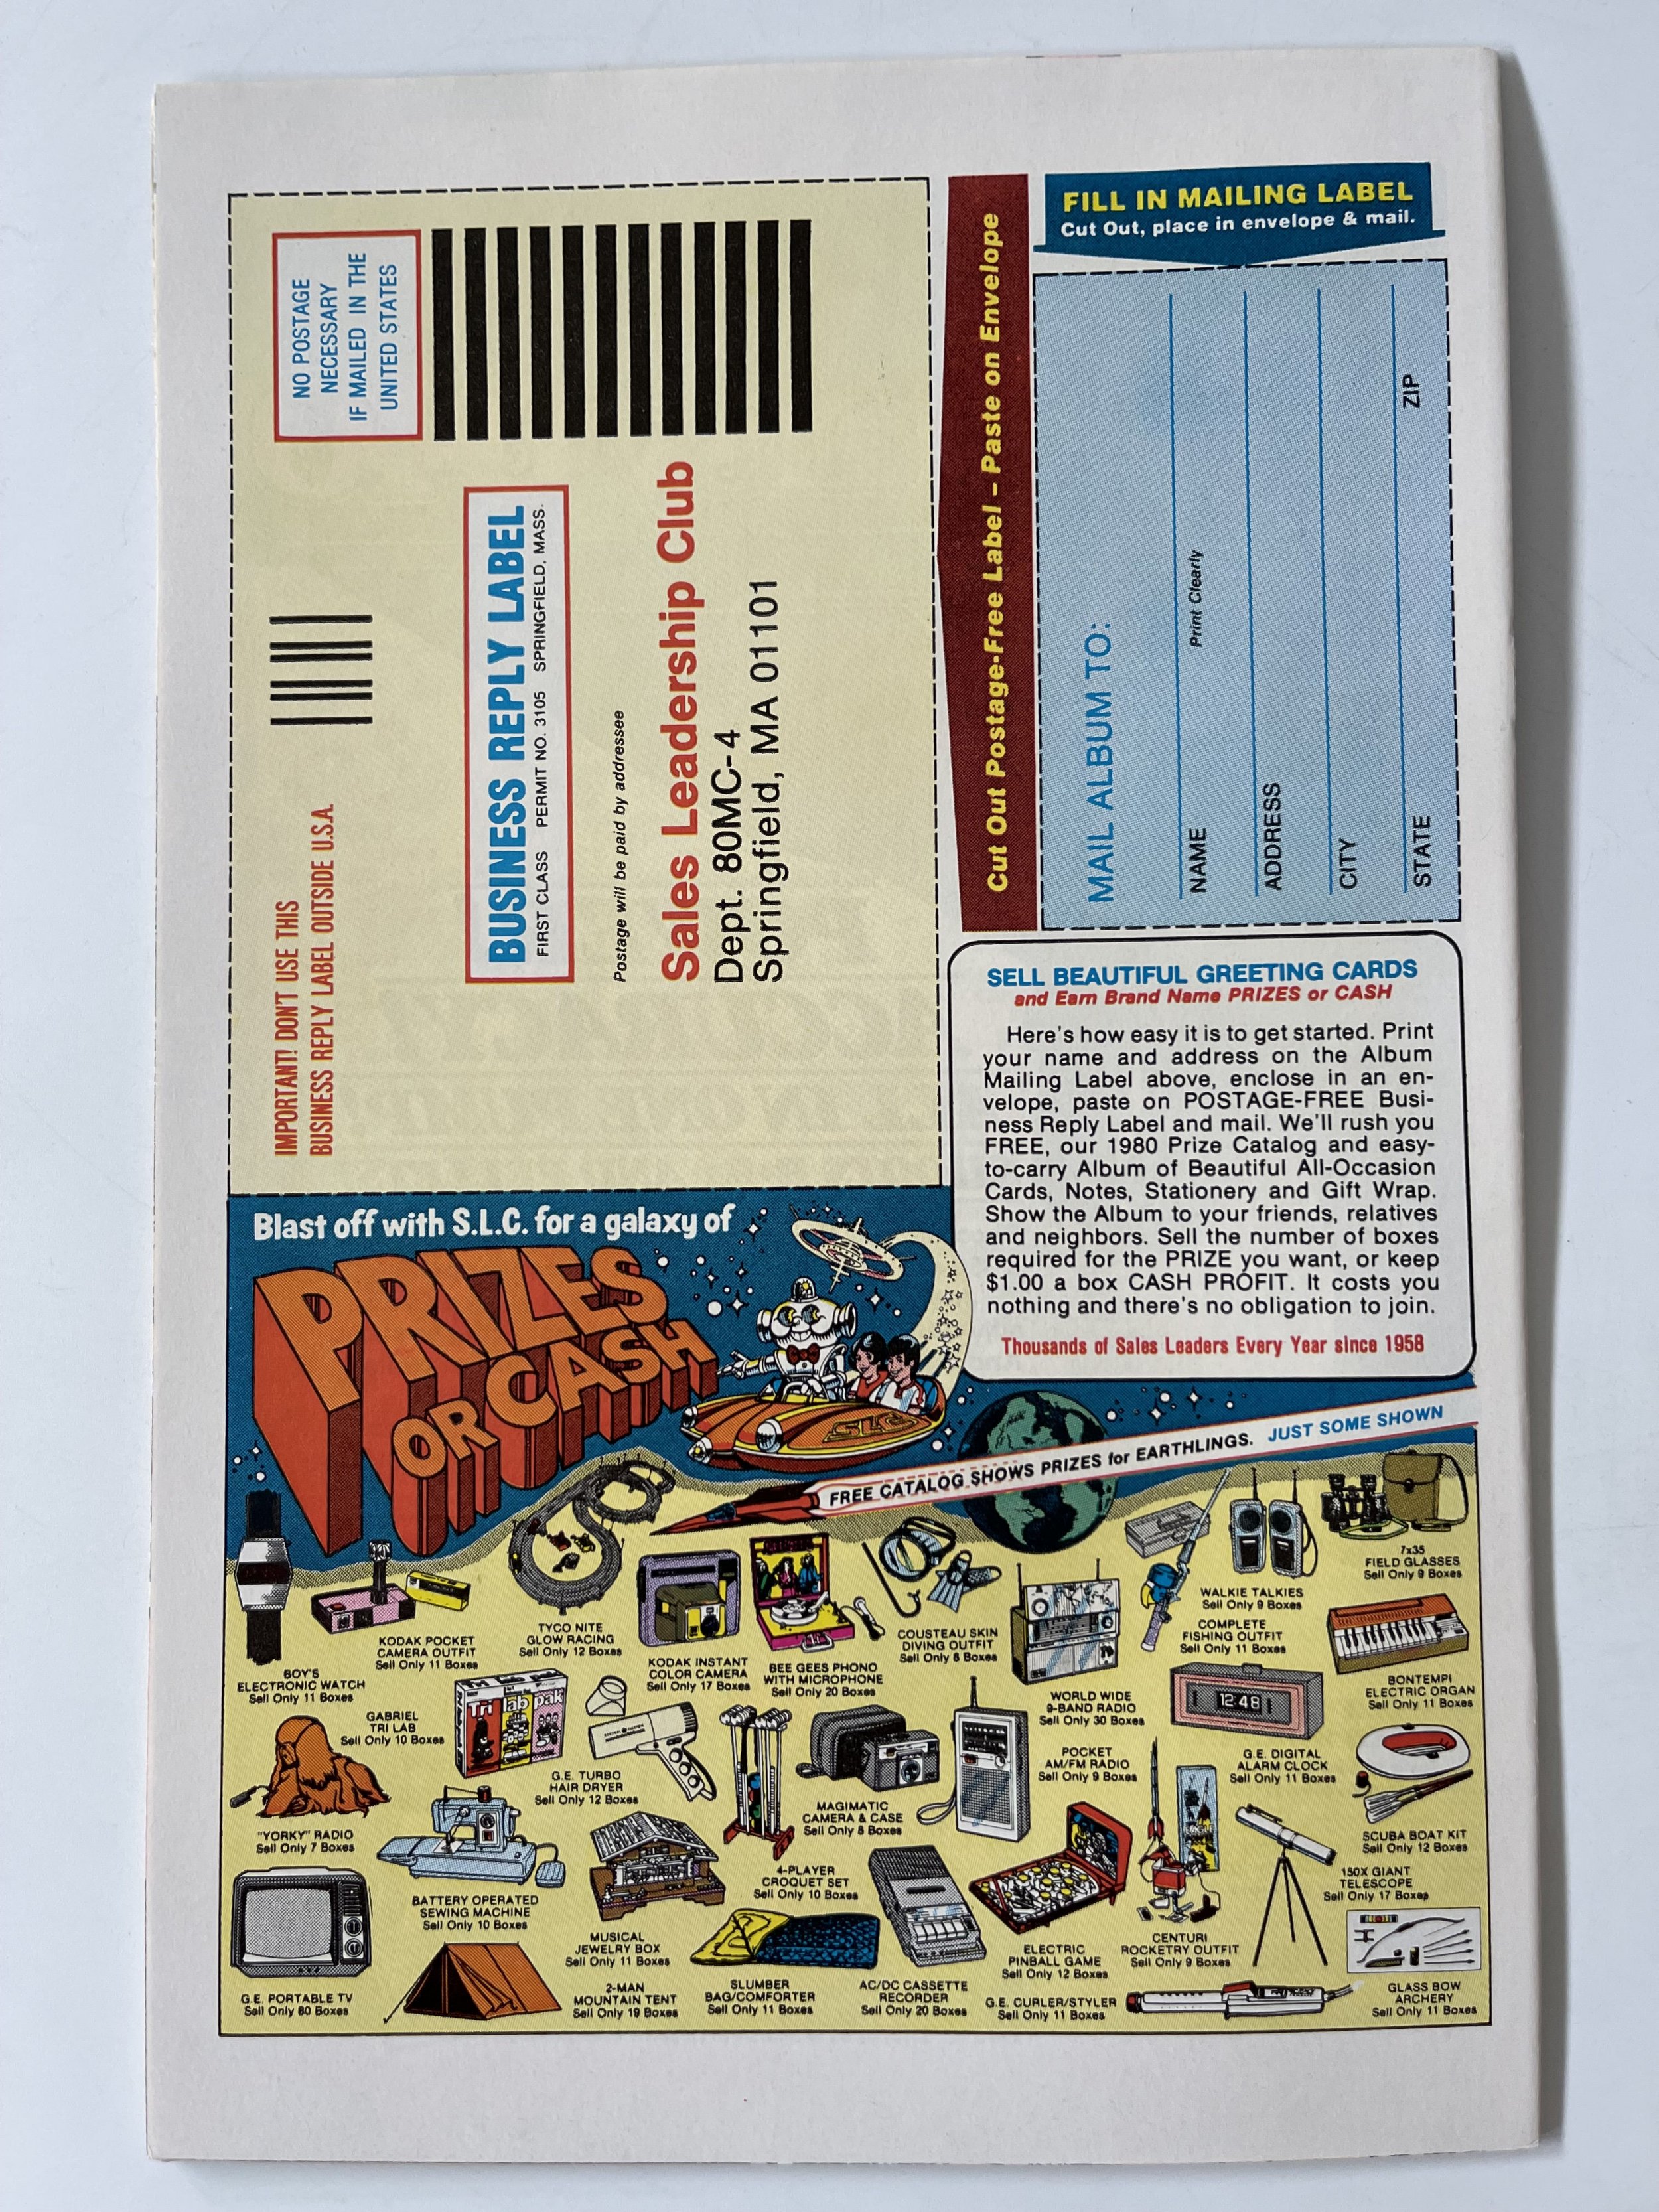 IMPORTANT! DON'T USE THIS
BUSINESS REPLY LABEL OUTSIDE U.S.A.
NO POSTAGE
NECESSARY
IF MAILED IN THE
UNITED STATES
BUSINESS REPLY LABEL
FIRST CLASS PERMIT NO. 3105 SPRINGFIELD, MASS.
Postage will be paid by addressee
Sales Leadership Club
Dept. 80MC-4
Springfield, MA 01101
Cut Out Postage-Free Label – Paste on Envelope
FILL IN MAILING LABEL
Cut Out, place in envelope & mail.
MAIL ALBUM TO:
NAME
Print Clearly
ADDRESS
CITY
STATE
ZIP
SELL BEAUTIFUL GREETING CARDS
and Earn Brand Name PRIZES or CASH
Here's how easy it is to get started. Print
your name and address on the Album
Mailing Label above, enclose in an en-
velope, paste on POSTAGE-FREE Busi-
ness Reply Label and mail. We'll rush you
FREE, our 1980 Prize Catalog and easy-
to-carry Album of Beautiful All-Occasion
Cards, Notes, Stationery and Gift Wrap.
Show the Album to your friends, relatives
and neighbors. Sell the number of boxes
required for the PRIZE you want, or keep
$1.00 a box CASH PROFIT. It costs you
nothing and there's no obligation to join.
Thousands of Sales Leaders Every Year since 1958
Blast off with S.L.C. for a galaxy of
PRIZES
OR CASH
SLC
FREE CATALOG SHOWS PRIZES for EARTHLINGS. JUST SOME SHOWN
BOY'S
ELECTRONIC WATCH
Sell Only 11 Boxes
KODAK POCKET
CAMERA OUTFIT
Sell Only 11 Boxes
TYCO NITE
GLOW RACING
Sell Only 12 Boxes
KODAK INSTANT
COLOR CAMERA
Sell Only 17 Boxes
BEE GEES PHONO
WITH MICROPHONE
Sell Only 20 Boxes
COUSTEAU SKIN
DIVING OUTFIT
Sell Only 8 Boxes
WORLD WIDE
9-BAND RADIO
Sell Only 30 Boxes
WALKIE TALKIES
Sell Only 9 Boxes
COMPLETE
FISHING OUTFIT
Sell Only 11 Boxes
7x35
FIELD GLASSES
Sell Only 9 Boxes
BONTEMPI
ELECTRIC ORGAN
Sell Only 11 Boxes
GABRIEL
TRI LAB
Sell Only 10 Boxes
Tri lab pak
G.E. TURBO
HAIR DRYER
Sell Only 12 Boxes
MAGIMATIC
CAMERA & CASE
Sell Only 8 Boxes
POCKET
AM/FM RADIO
Sell Only 9 Boxes
12:48
G.E. DIGITAL
ALARM CLOCK
Sell Only 11 Boxes
SCUBA BOAT KIT
Sell Only 12 Boxes
"YORKY" RADIO
Sell Only 7 Boxes
BATTERY OPERATED
SEWING MACHINE
Sell Only 10 Boxes
4-PLAYER
CROQUET SET
Sell Only 10 Boxes
150X GIANT
TELESCOPE
Sell Only 17 Boxes
MUSICAL
JEWELRY BOX
Sell Only 11 Boxes
ELECTRIC
PINBALL GAME
Sell Only 12 Boxes
CENTURI
ROCKETRY OUTFIT
Sell Only 9 Boxes
G.E. PORTABLE TV
Sell Only 80 Boxes
2-MAN
MOUNTAIN TENT
Sell Only 19 Boxes
SLUMBER
BAG/COMFORTER
Sell Only 11 Boxes
AC/DC CASSETTE
RECORDER
Sell Only 20 Boxes
G.E. CURLER/STYLER
Sell Only 11 Boxes
GLASS BOW
ARCHERY
Sell Only 11 Boxes